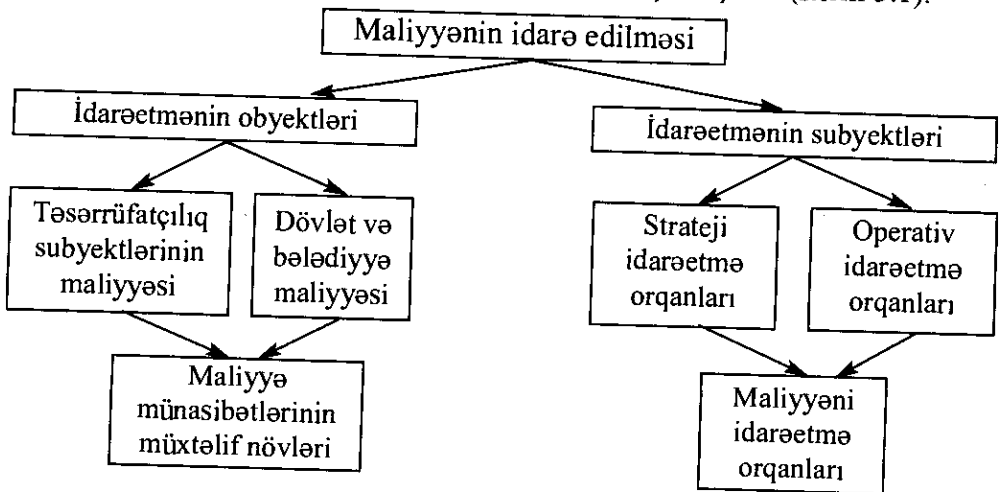 Maliyyənin idarə edilməsi
İdarəetmənin obyektləri
İdarəetmənin subyektləri
Təsərrüfatçılıq
subyektlərinin
maliyyəsi
Dövlət və
bələdiyyə
maliyyəsi
Strateji
idarəetmə
orqanları
Operativ
idarəetmə
orqanları
Maliyyə
münasibətlərinin
müxtəlif növləri
Maliyyəni
idarəetmə
orqanları